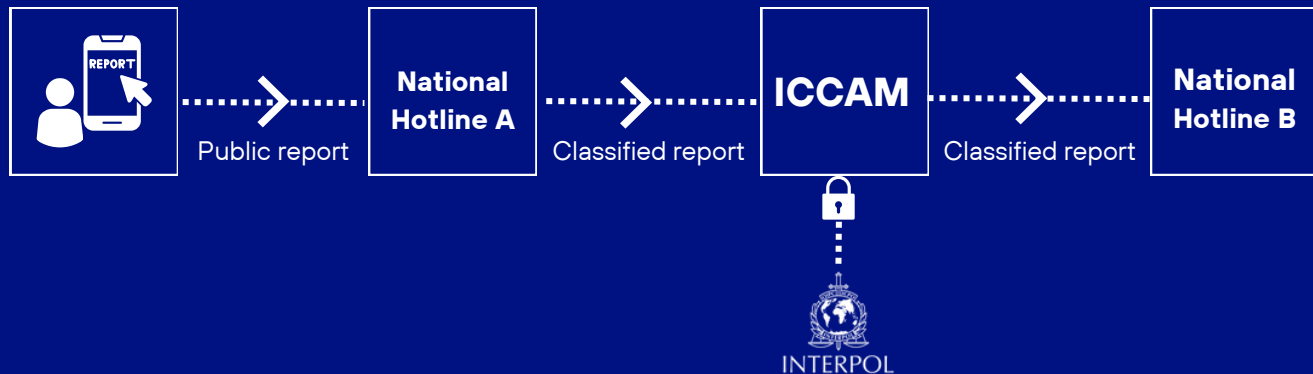 REPORT
Public report
National
Hotline A
Classified report
ICCAM
Classified report
National
Hotline B
INTERPOL